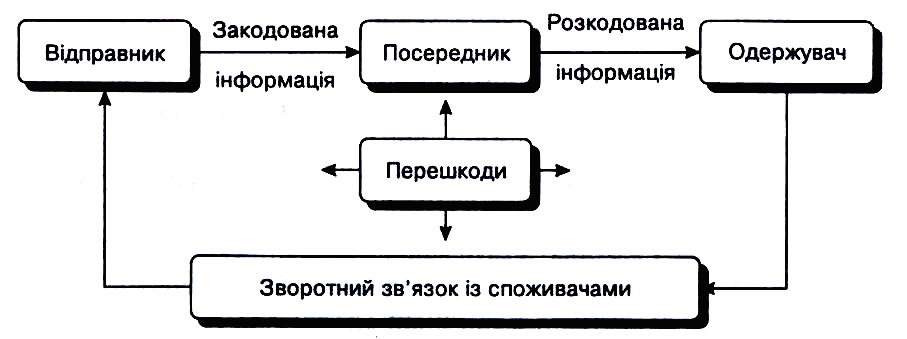 Відправник
Закодована
інформація
Посередник
Розкодована
інформація
Одержувач
Перешкоди
Зворотний зв'язок із споживачами